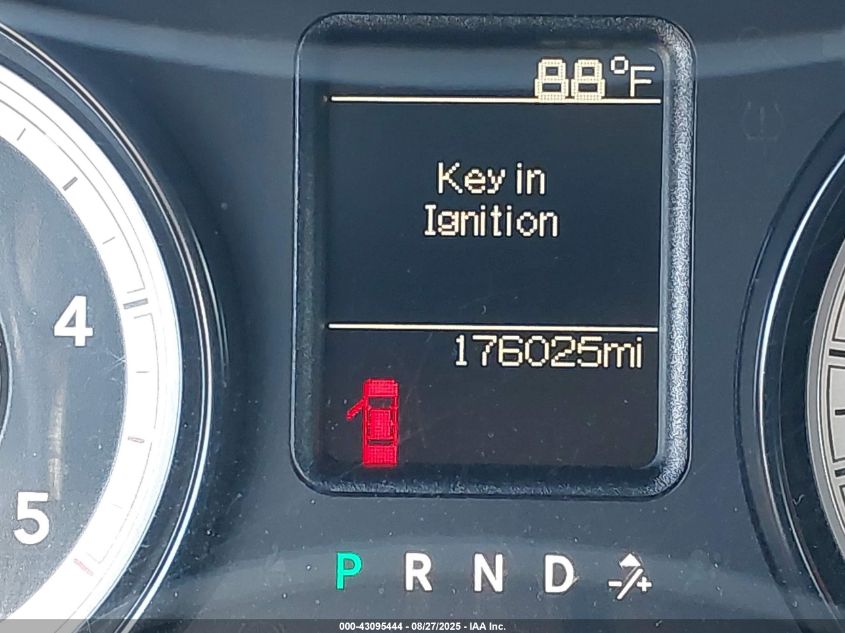 88°F
Key in
Ignition
176025mi
4
5
P R N D -/+
000-43095444 - 08/27/2025 - IAA Inc.